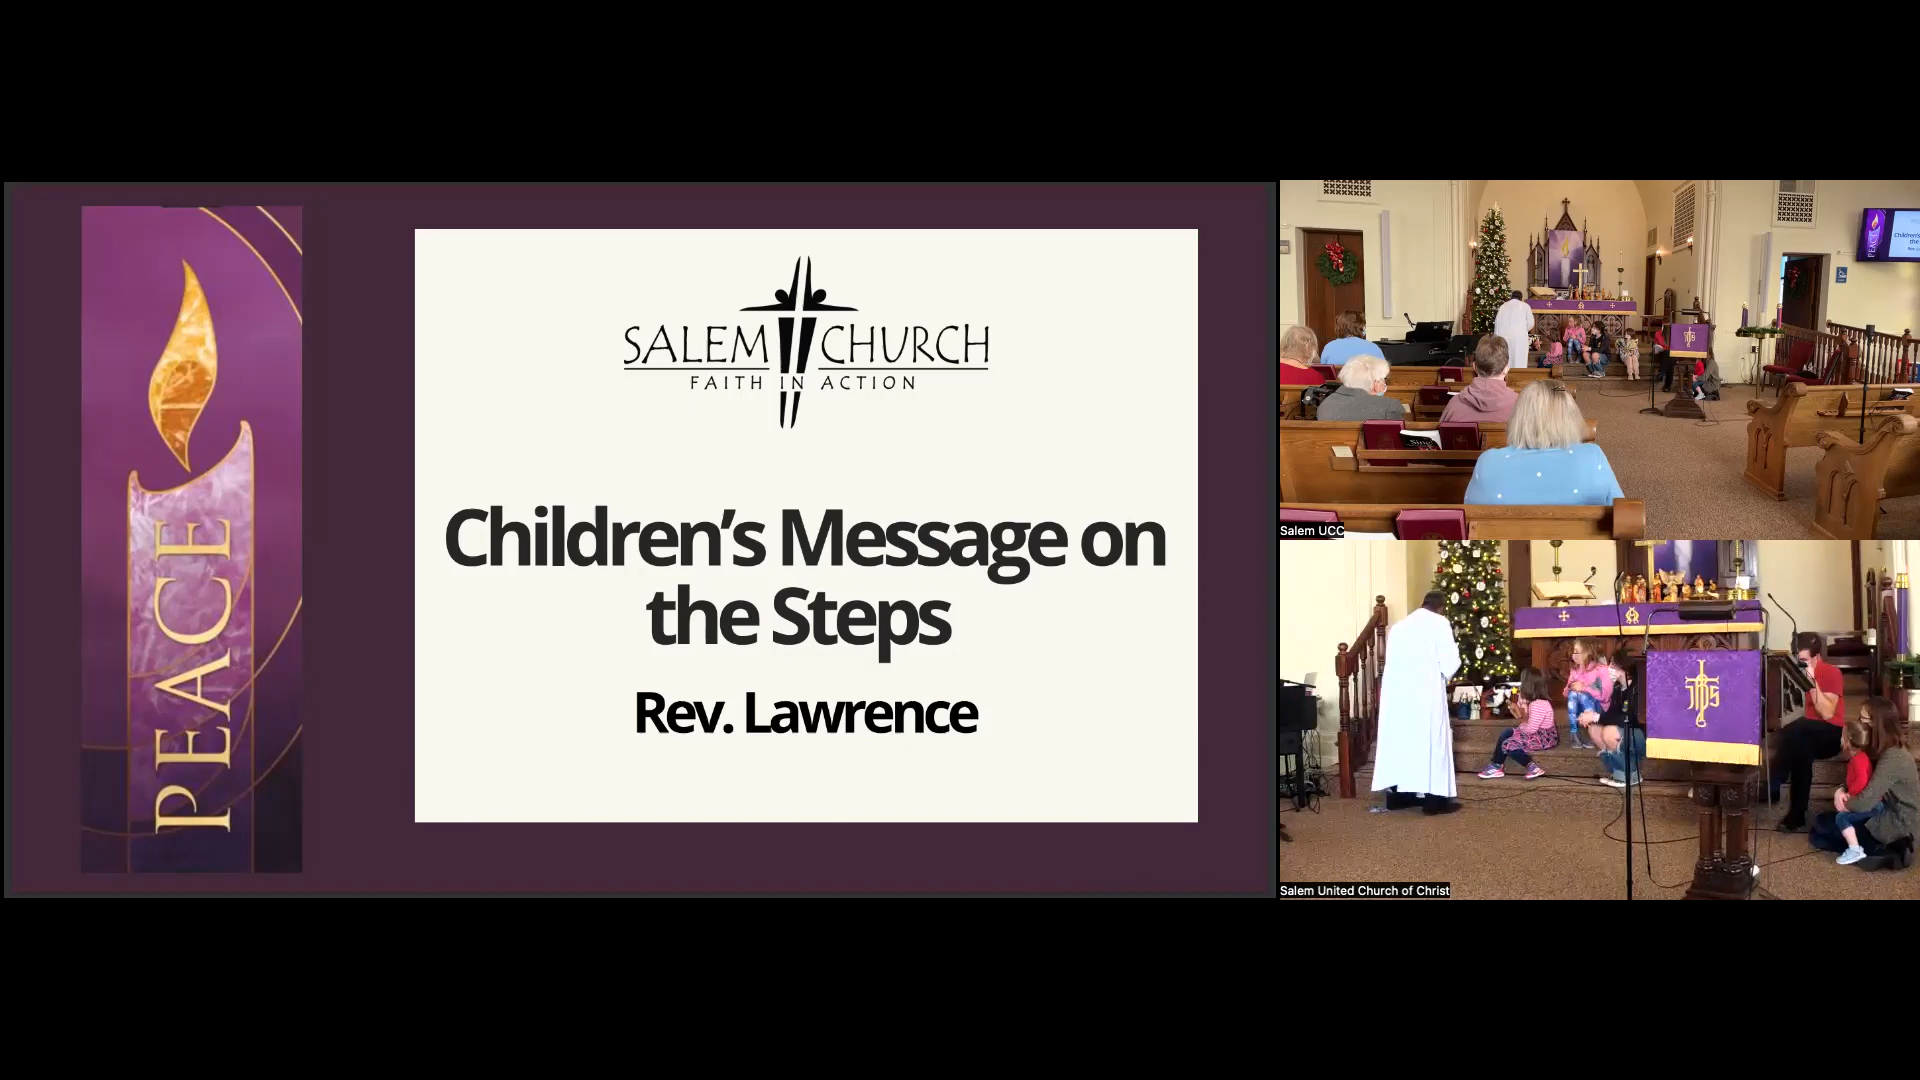 PEACE
SALEM CHURCH
FAITH IN ACTION
Children’s Message on
the Steps
Rev. Lawrence
PEACE
Salem UCC
Salem United Church of Christ